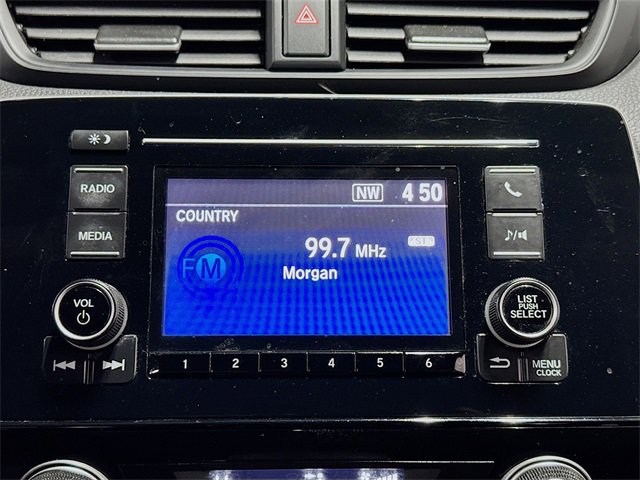 RADIO
MEDIA
VOL
NW 4 50
COUNTRY
99.7 MHz
ST
FM
Morgan
1 2 3 4 5 6
LIST
PUSH
SELECT
MENU
CLOCK